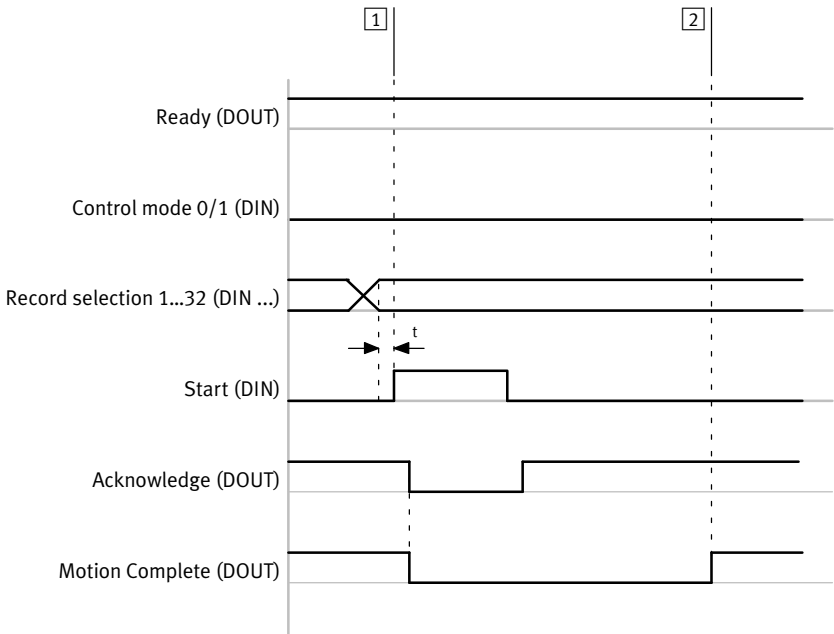 1
2
Ready (DOUT)
Control mode 0/1 (DIN)
Record selection 1...32 (DIN ...)
t
Start (DIN)
Acknowledge (DOUT)
Motion Complete (DOUT)